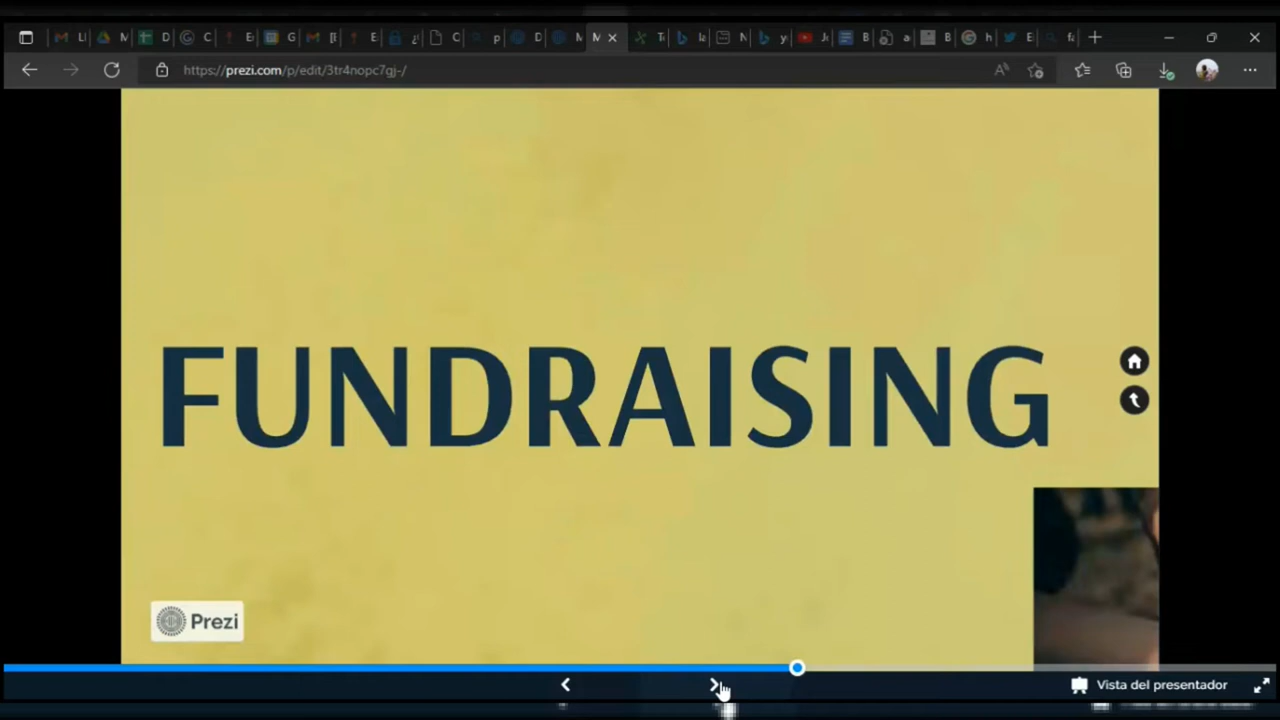 https://prezi.com/p/edit/3tr4nopc7gj-/
FUNDRAISING
Prezi
Vista del presentador